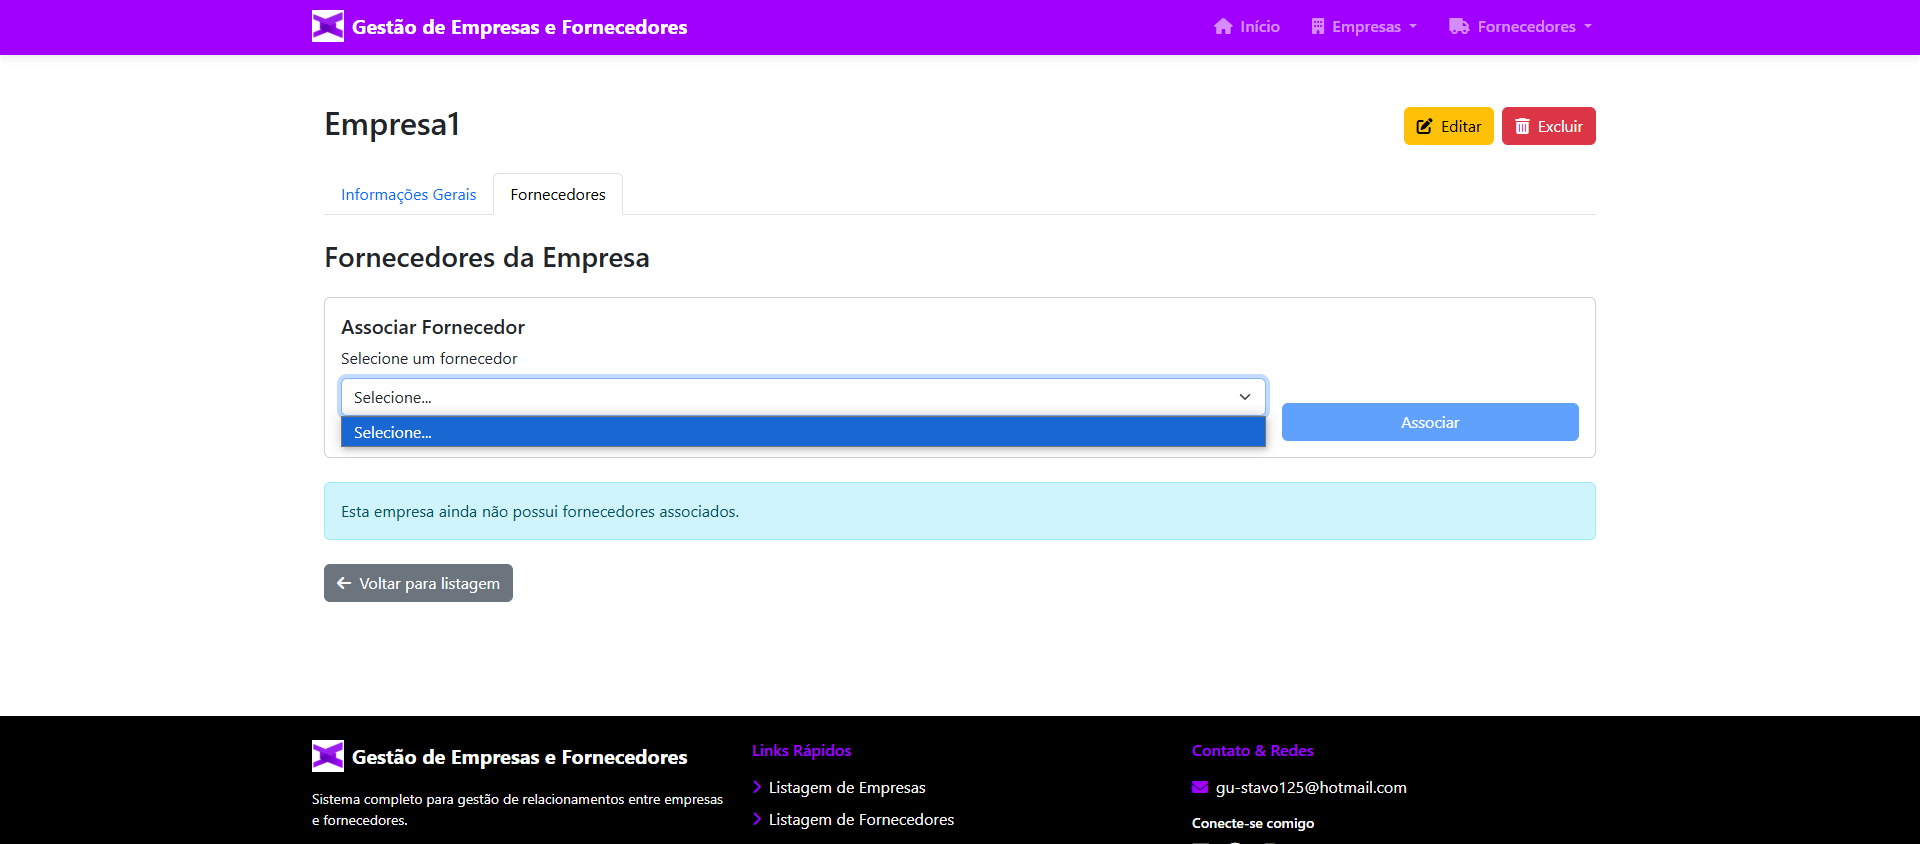 Gestão de Empresas e Fornecedores
Início
Empresas
Fornecedores
Empresa1
Editar
Excluir
Informações Gerais
Fornecedores
Fornecedores da Empresa
Associar Fornecedor
Selecione um fornecedor
Selecione...
Selecione...
Associar
Esta empresa ainda não possui fornecedores associados.
Voltar para listagem
Gestão de Empresas e Fornecedores
Sistema completo para gestão de relacionamentos entre empresas
e fornecedores.
Links Rápidos
Listagem de Empresas
Listagem de Fornecedores
Contato & Redes
gu-stavo125@hotmail.com
Conecte-se comigo